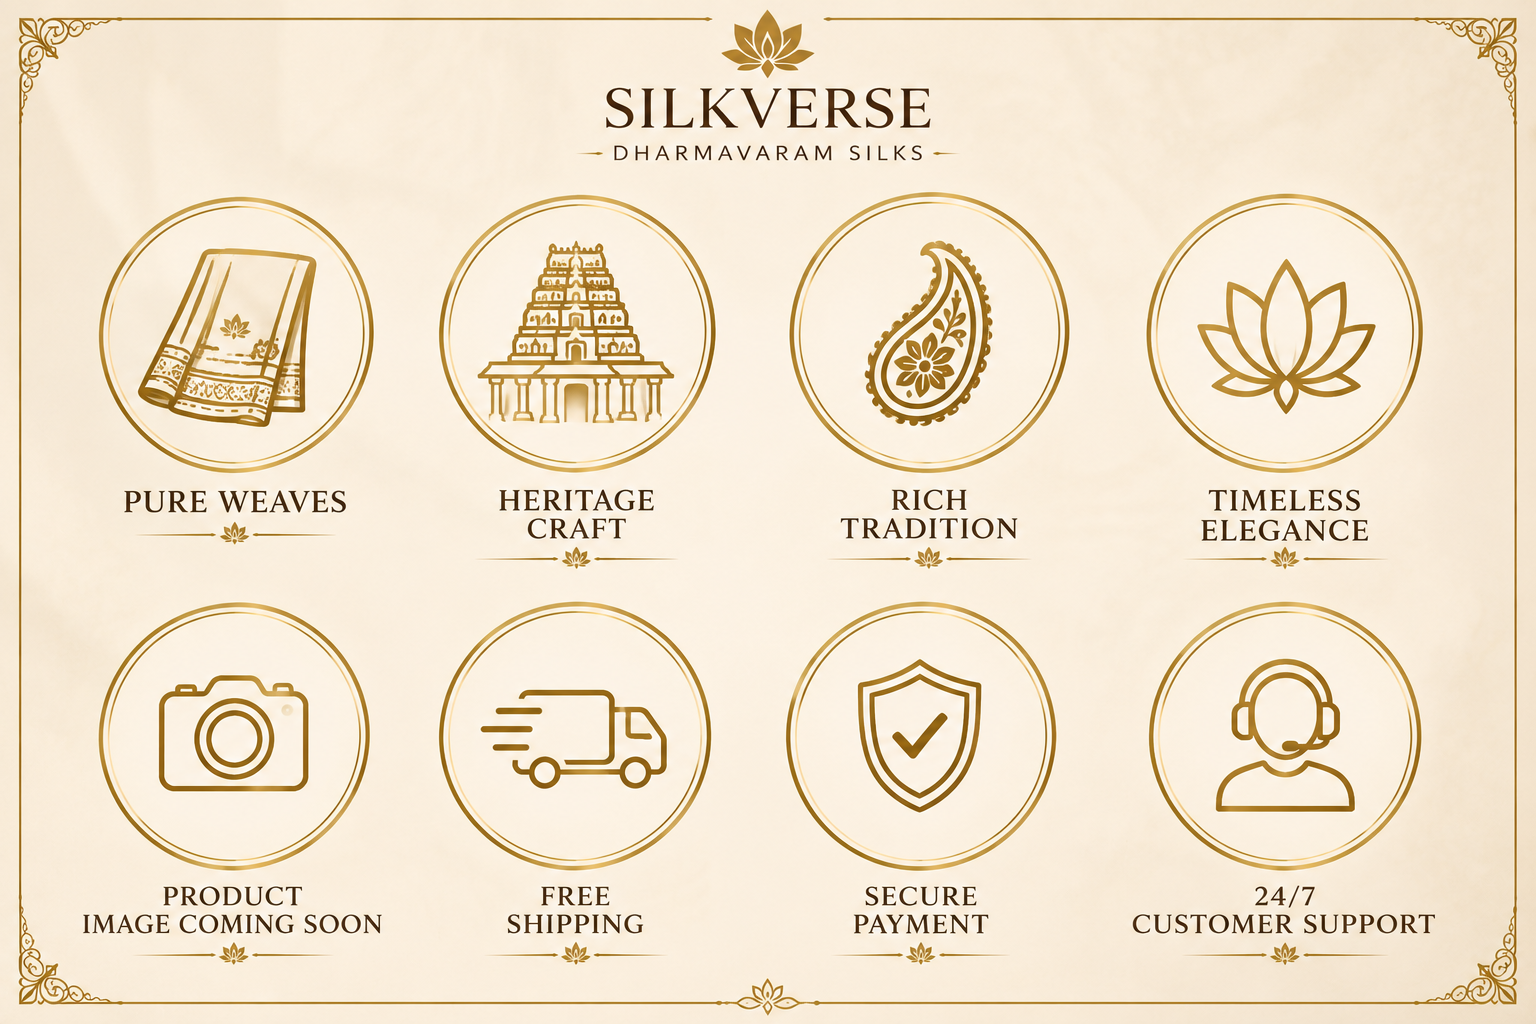 SILKVERSE
DHARMAVARAM SILKS
PURE WEAVES
HERITAGE
CRAFT
RICH
TRADITION
TIMELESS
ELEGANCE
PRODUCT
IMAGE COMING SOON
FREE
SHIPPING
SECURE
PAYMENT
24/7
CUSTOMER SUPPORT